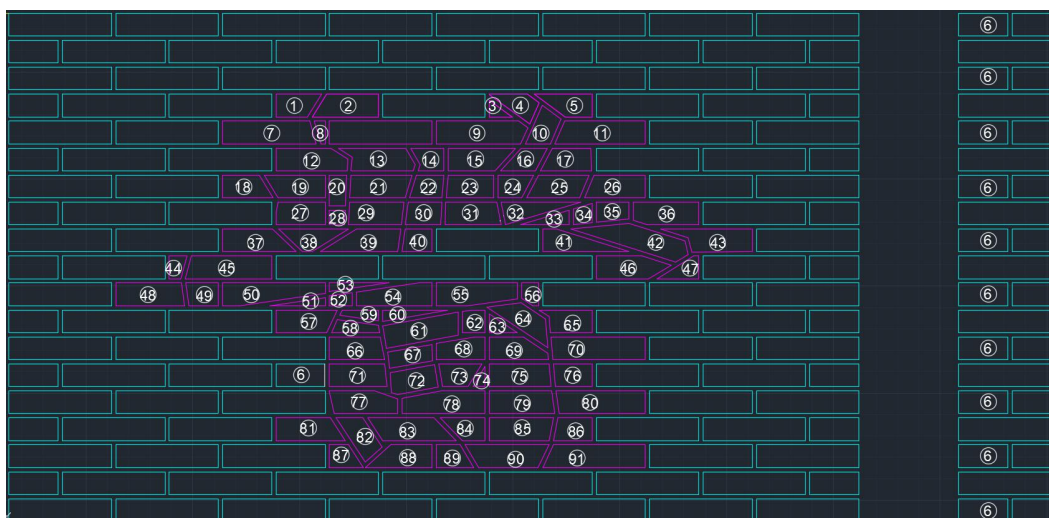 ⑥
⑥
① ② ③ ④ ⑤
⑦ ⑧ ⑨ ⑩ ⑪ ⑥
⑫ ⑬ ⑭ ⑮ ⑯ ⑰
⑱ ⑲ ⑳ ㉑ ㉒ ㉓ ㉔ ㉕ ㉖ ⑥
㉗ ㉘ ㉙ ㉚ ㉛ ㉜ ㉝ ㉞ ㉟ ㊱
㊲ ㊳ ㊴ ㊵ ㊶ ㊷ ㊸ ⑥
㊹ ㊺ 46 47
48 49 50 51 52 53 54 55 56 ⑥
57 58 59 60 61 62 63 64 65
66 67 68 69 70 ⑥
⑥ 71 72 73 74 75 76
77 78 79 80 ⑥
81 82 83 84 85 86
87 88 89 90 91 ⑥
⑥